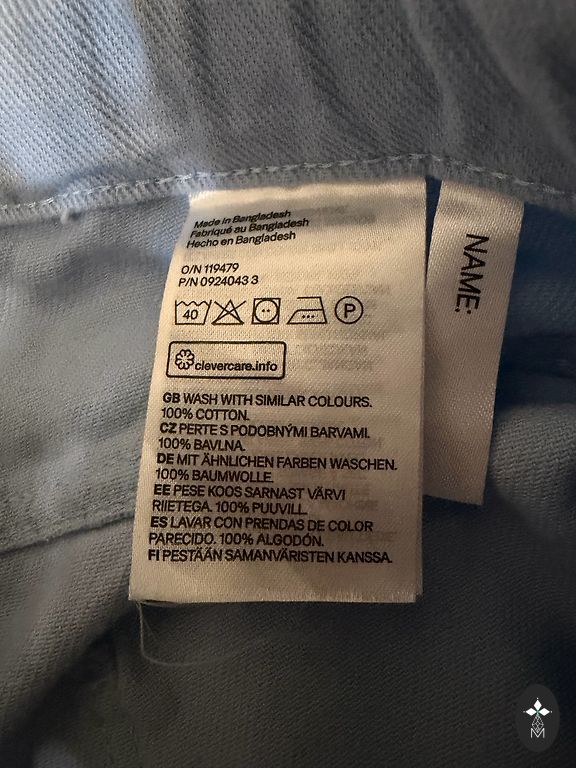 Made in Bangladesh
Fabriqué au Bangladesh
Hecho en Bangladesh
O/N 119479
P/N 0924043 3
40
P
clevercare.info
GB WASH WITH SIMILAR COLOURS.
100% COTTON.
CZ PERTE S PODOBNÝMI BARVAMI.
100% BAVLNA.
DE MIT ÄHNLICHEN FARBEN WASCHEN.
100% BAUMWOLLE.
EE PESE KOOS SARNAST VÄRVI
RIIETEGA. 100% PUUVILL.
ES LAVAR CON PRENDAS DE COLOR
PARECIDO. 100% ALGODÓN.
FI PESTÄÄN SAMANVÄRISTEN KANSSA.
NAME:
M